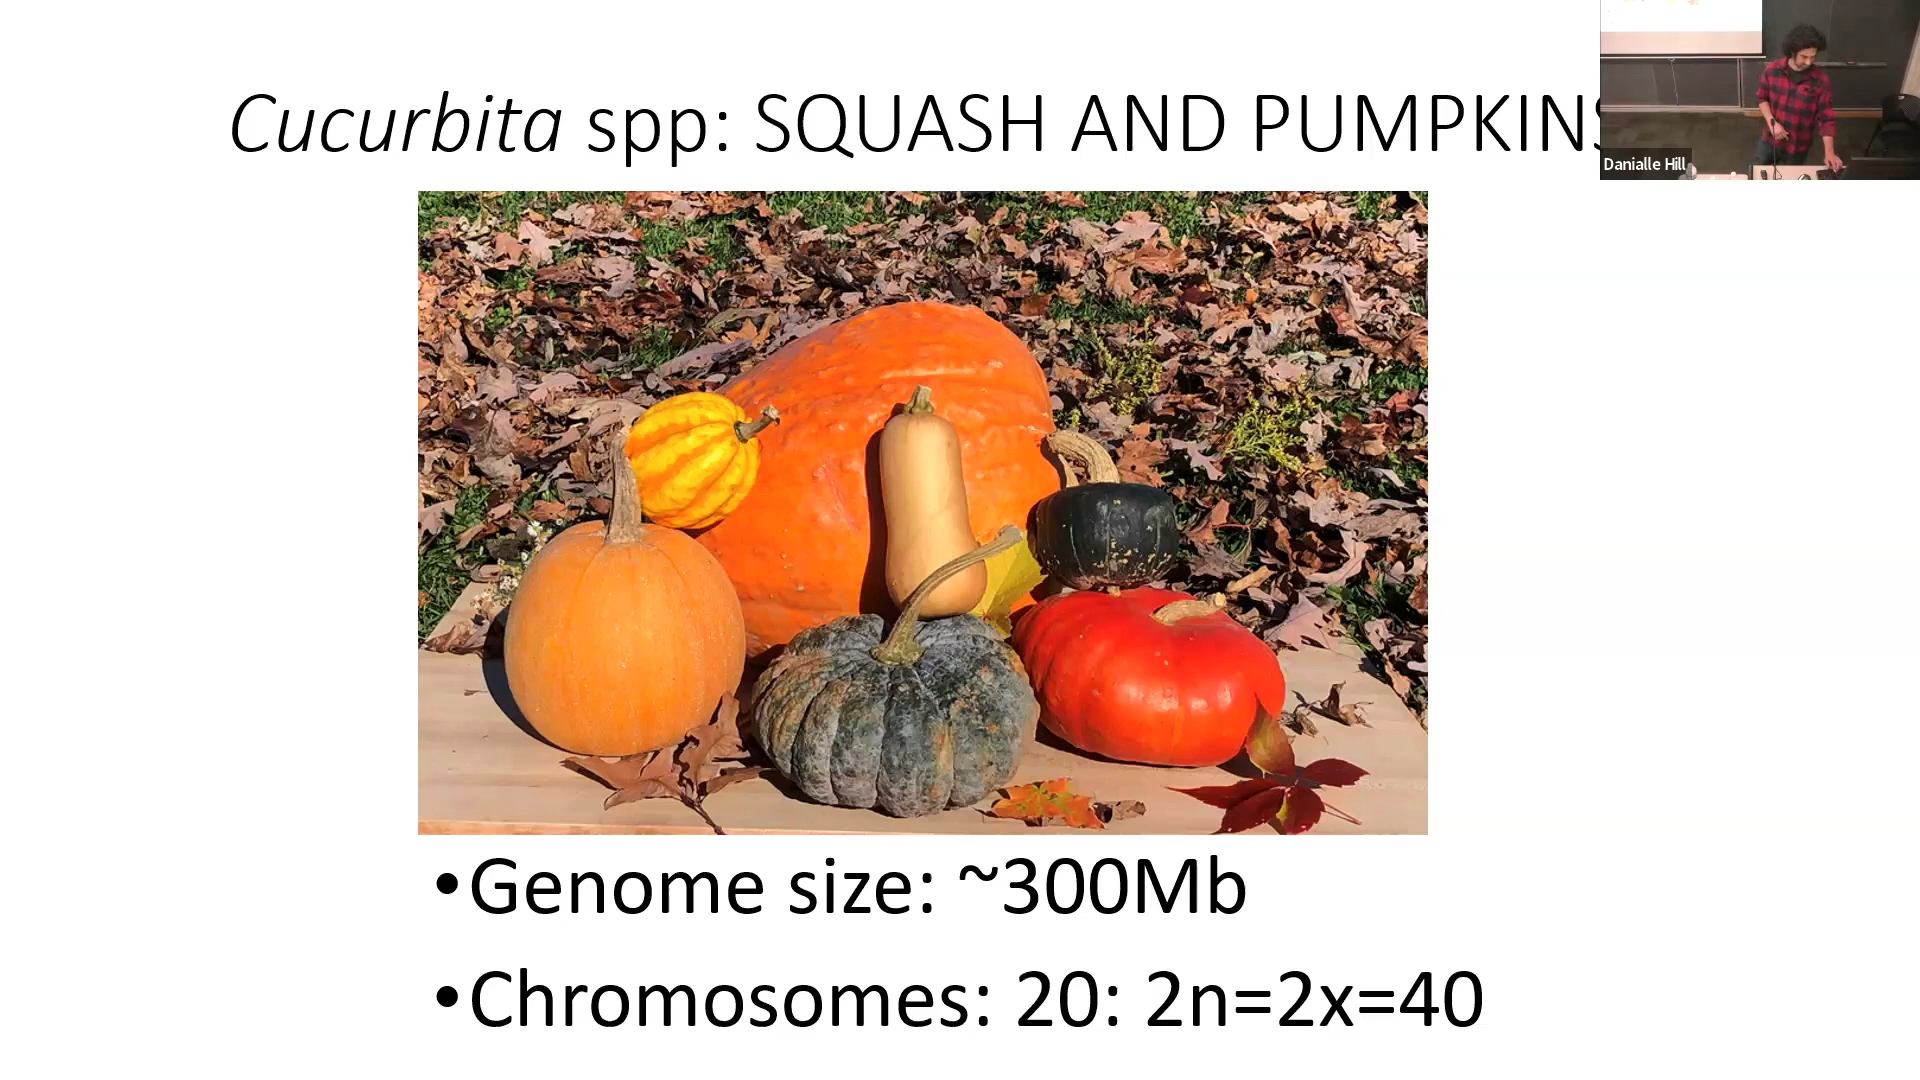 Cucurbita spp: SQUASH AND PUMPKINS
Danialle Hill
•Genome size: ~300Mb
•Chromosomes: 20: 2n=2x=40